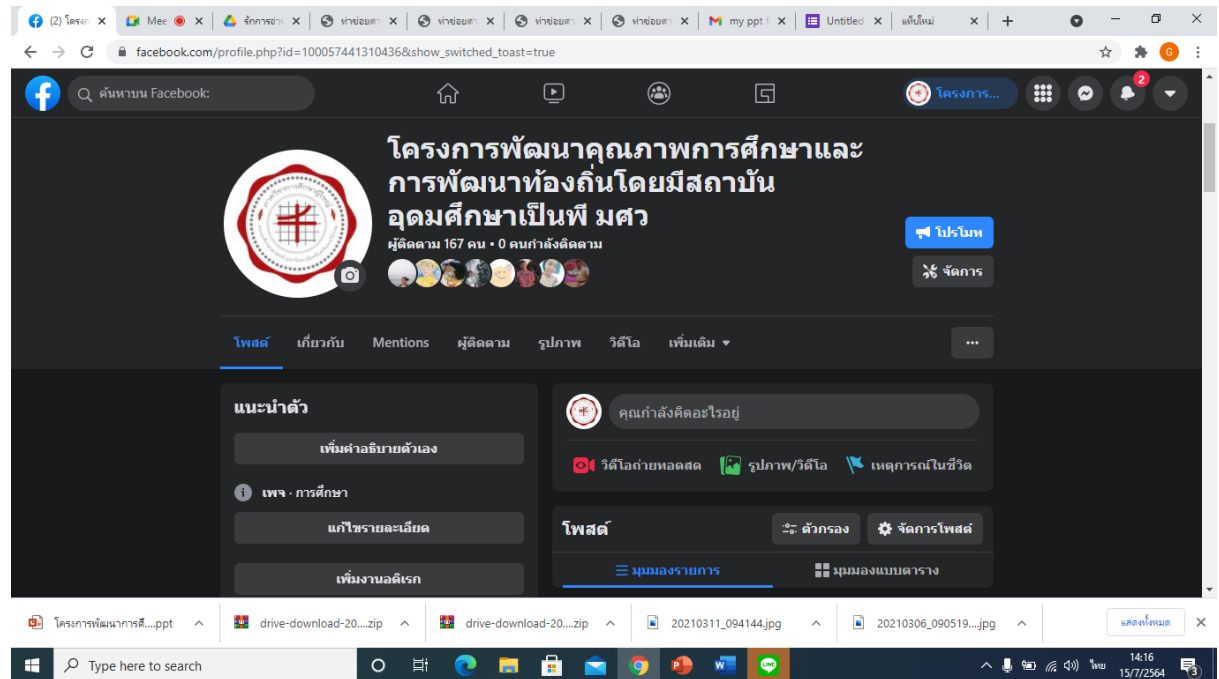 (2) โครงก
Mee
จักการอ่าน
ห่างย่อยศา
ห่างย่อยศา
ห่างย่อยศา
ห่างย่อยศา
my ppt f
Untitled
แท็บใหม่
facebook.com/profile.php?id=100057441310436&show_switched_toast=true
G
ค้นหาบน Facebook:
โครงการ...
2
โครงการพัฒนาคุณภาพการศึกษาและ
การพัฒนาท้องถิ่นโดยมีสถาบัน
อุดมศึกษาเป็นพี่ มศว
ผู้ติดตาม 167 คน • 0 คนกำลังติดตาม
โปรโมท
จัดการ
โพสต์ เกี่ยวกับ Mentions ผู้ติดตาม รูปภาพ วิดีโอ เพิ่มเติม
แนะนำตัว
เพิ่มคำอธิบายตัวเอง
เพจ · การศึกษา
แก้ไขรายละเอียด
เพิ่มงานอดิเรก
คุณกำลังคิดอะไรอยู่
วิดีโอถ่ายทอดสด รูปภาพ/วิดีโอ เหตุการณ์ในชีวิต
โพสต์ ตัวกรอง จัดการโพสต์
มุมมองรายการ มุมมองแบบตาราง
โครงการพัฒนาการศึ....ppt
drive-download-20....zip
drive-download-20....zip
20210311_094144.jpg
20210306_090519....jpg
แสดงทั้งหมด
Type here to search
LINE
ไทย
14:16
15/7/2564
3